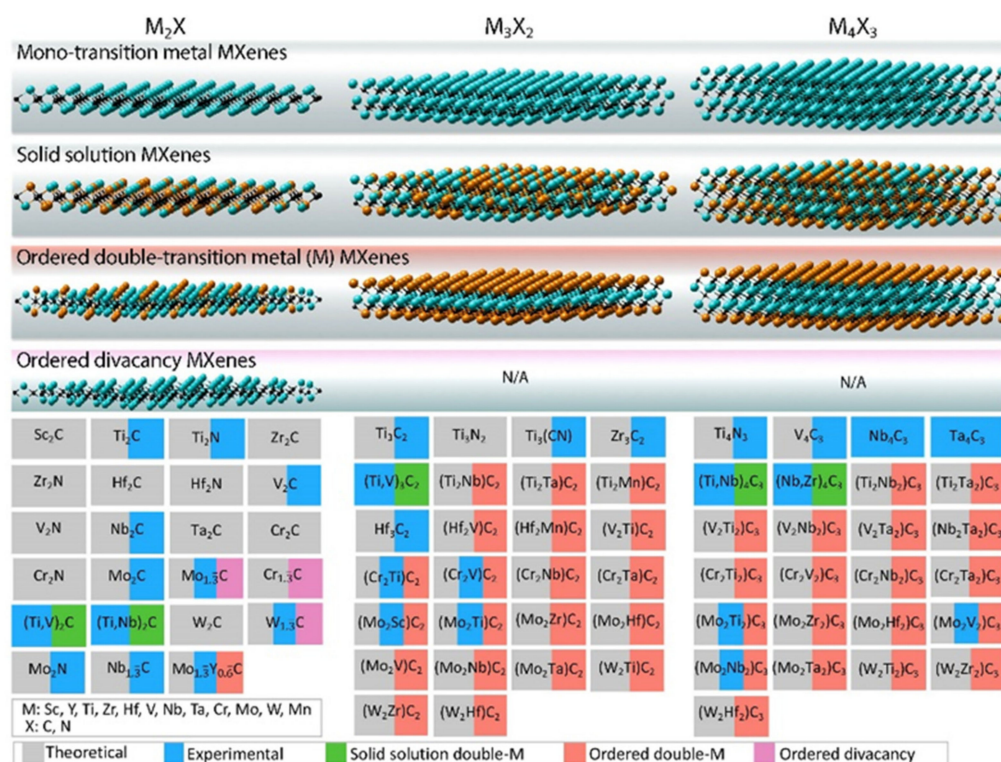 M₂X M₃X₂ M₄X₃
Mono-transition metal MXenes
Solid solution MXenes
Ordered double-transition metal (M) MXenes
Ordered divacancy MXenes
N/A N/A
Sc₂C Ti₂C Ti₂N Zr₂C
Zr₂N Hf₂C Hf₂N V₂C
V₂N Nb₂C Ta₂C Cr₂C
Cr₂N Mo₂C Mo₁.₃C Cr₁.₃C
(Ti,V)₂C (Ti,Nb)₂C W₂C W₁.₃C
Mo₂N Nb₁.₃C Mo₁.₃Y₀.₆C
M: Sc, Y, Ti, Zr, Hf, V, Nb, Ta, Cr, Mo, W, Mn
X: C, N
Ti₃C₂ Ti₃N₂ Ti₃(CN) Zr₃C₂
(Ti,V)₃C₂ (Ti₂Nb)C₂ (Ti₂Ta)C₂ (Ti₂Mn)C₂
Hf₃C₂ (Hf₂V)C₂ (Hf₂Mn)C₂ (V₂Ti)C₂
(Cr₂Ti)C₂ (Cr₂V)C₂ (Cr₂Nb)C₂ (Cr₂Ta)C₂
(Mo₂Sc)C₂ (Mo₂Ti)C₂ (Mo₂Zr)C₂ (Mo₂Hf)C₂
(Mo₂V)C₂ (Mo₂Nb)C₂ (Mo₂Ta)C₂ (W₂Ti)C₂
(W₂Zr)C₂ (W₂Hf)C₂
Ti₄N₃ V₄C₃ Nb₄C₃ Ta₄C₃
(Ti,Nb)₄C₃ (Nb,Zr)₄C₃ (Ti₂Nb₂)C₃ (Ti₂Ta₂)C₃
(V₂Ti₂)C₃ (V₂Nb₂)C₃ (V₂Ta₂)C₃ (Nb₂Ta₂)C₃
(Cr₂Ti₂)C₃ (Cr₂V₂)C₃ (Cr₂Nb₂)C₃ (Cr₂Ta₂)C₃
(Mo₂Ti₂)C₃ (Mo₂Zr₂)C₃ (Mo₂Hf₂)C₃ (Mo₂V₂)C₃
(Mo₂Nb₂)C₃ (Mo₂Ta₂)C₃ (W₂Ti₂)C₃ (W₂Zr₂)C₃
(W₂Hf₂)C₃
Theoretical Experimental Solid solution double-M Ordered double-M Ordered divacancy